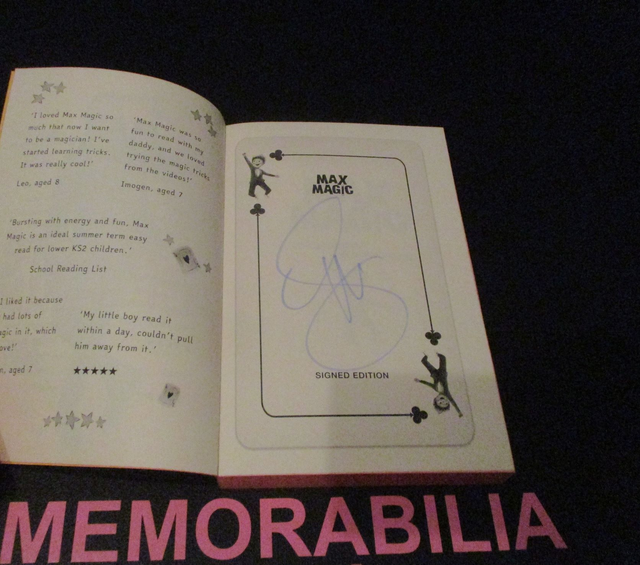 'I loved Max Magic so
much that now I want
to be a magician! I've
started learning tricks.
It was really cool!'
Leo, aged 8
'Max Magic was so
fun to read with my
daddy, and we loved
trying the magic tricks
from the videos!'
Imogen, aged 7
'Bursting with energy and fun, Max
Magic is an ideal summer term easy
read for lower KS2 children.'
School Reading List
I liked it because
had lots of
in it, which
aged 7
'My little boy read it
within a day, couldn't pull
him away from it.'
MAX
MAGIC
SIGNED EDITION
MEMORABILIA